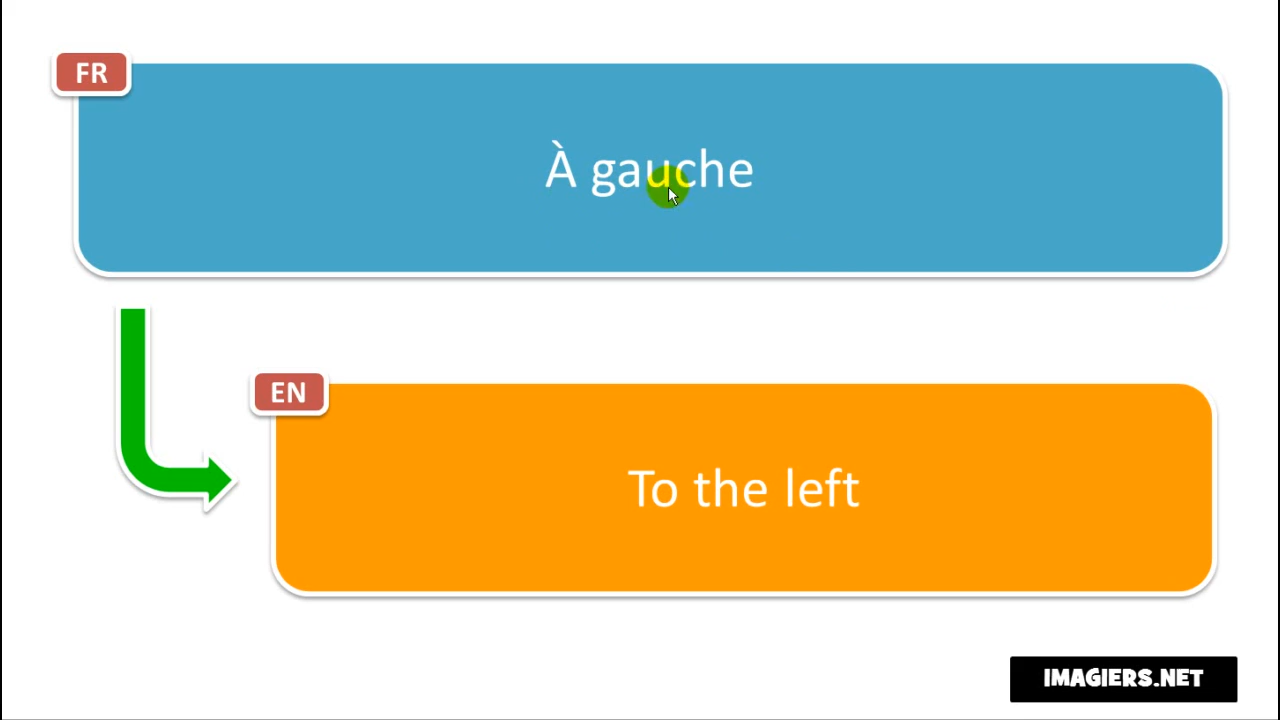 FR
À gauche
EN
To the left
IMAGIERS.NET